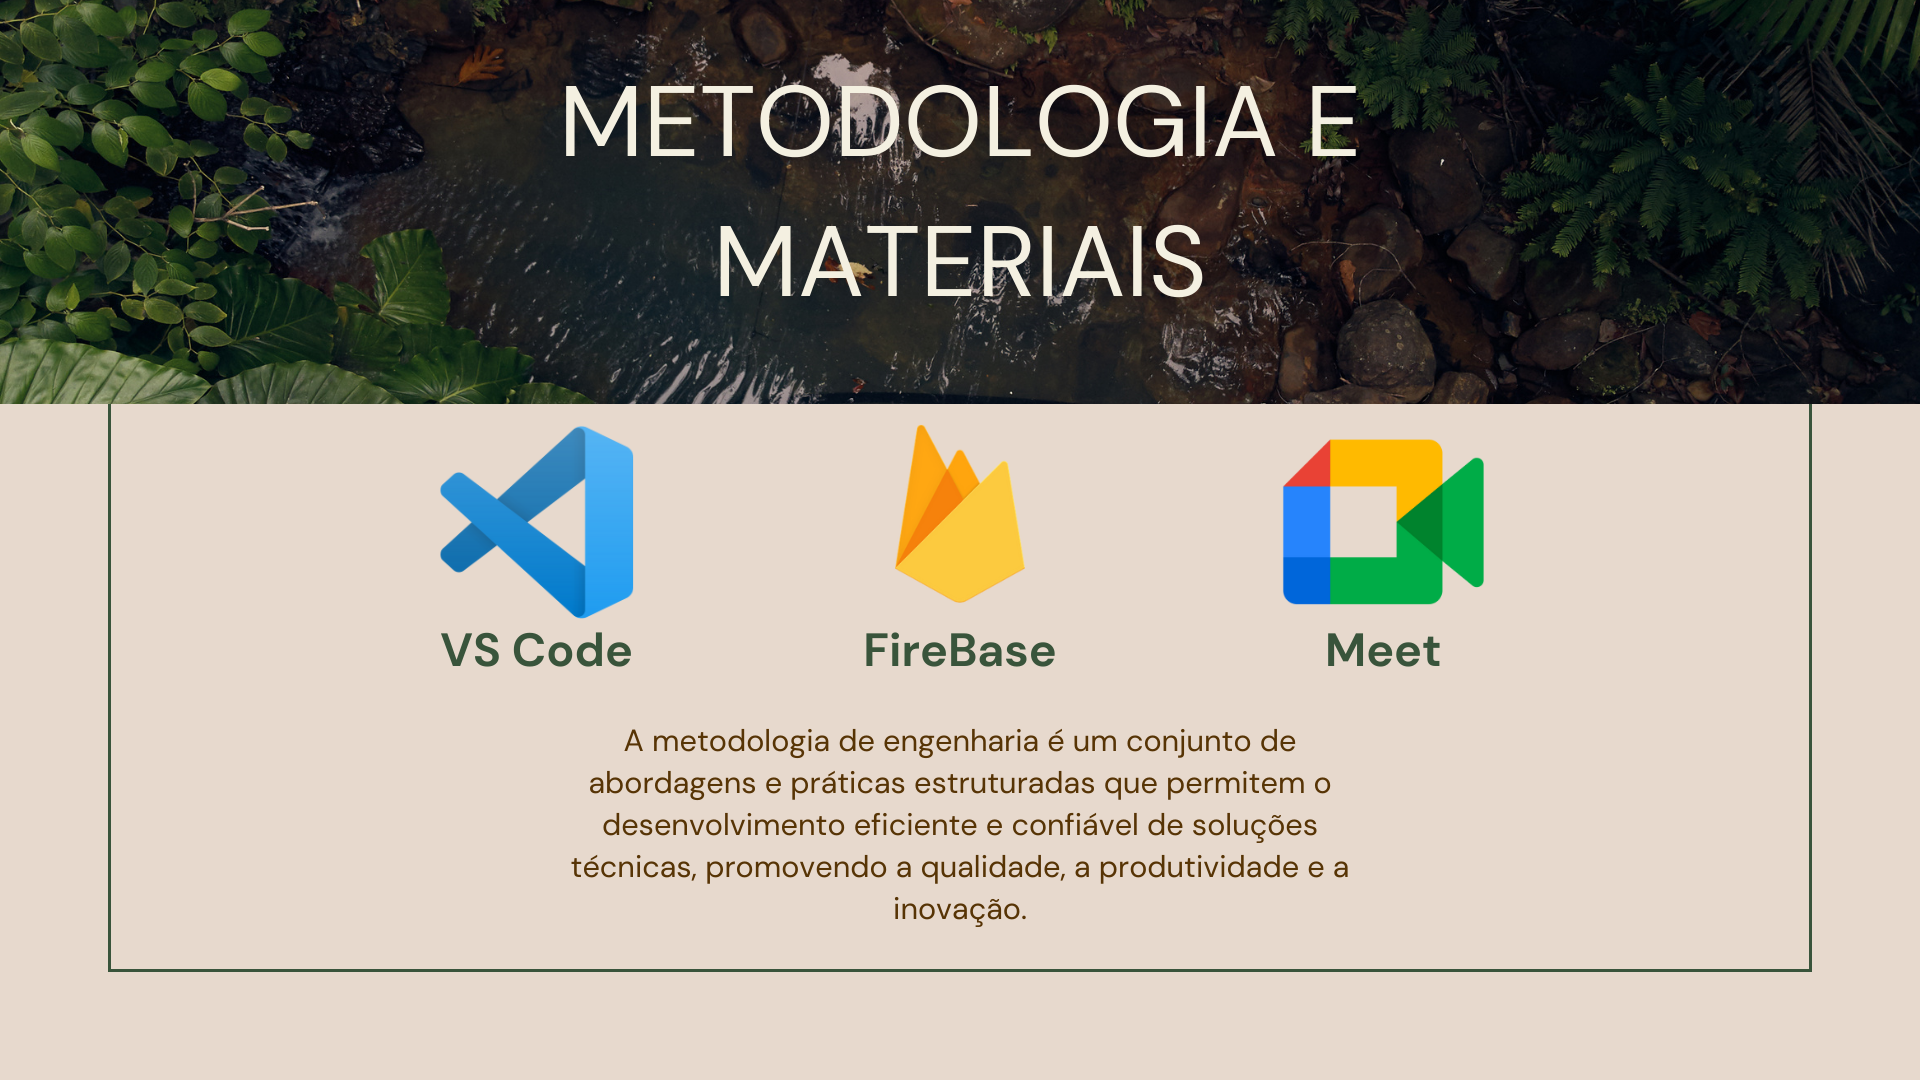 METODOLOGIA E
MATERIAIS
VS Code
FireBase
Meet
A metodologia de engenharia é um conjunto de
abordagens e práticas estruturadas que permitem o
desenvolvimento eficiente e confiável de soluções
técnicas, promovendo a qualidade, a produtividade e a
inovação.